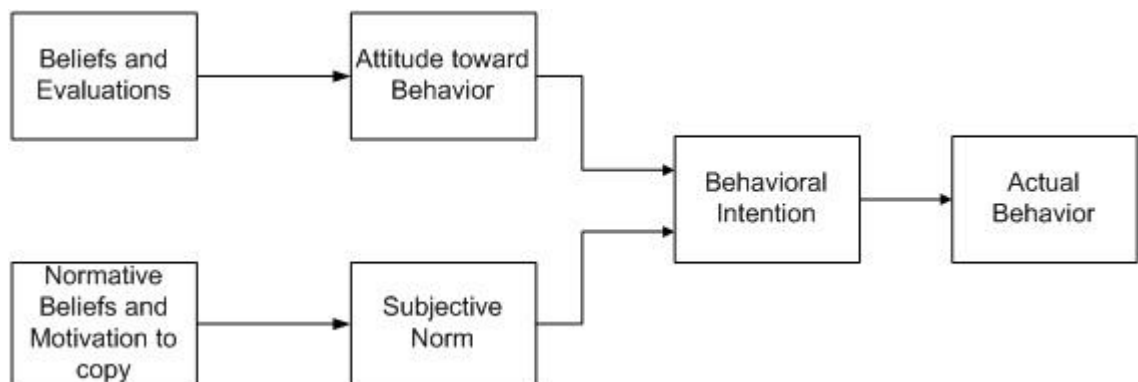 Beliefs and
Evaluations
Attitude toward
Behavior
Behavioral
Intention
Actual
Behavior
Normative
Beliefs and
Motivation to
copy
Subjective
Norm